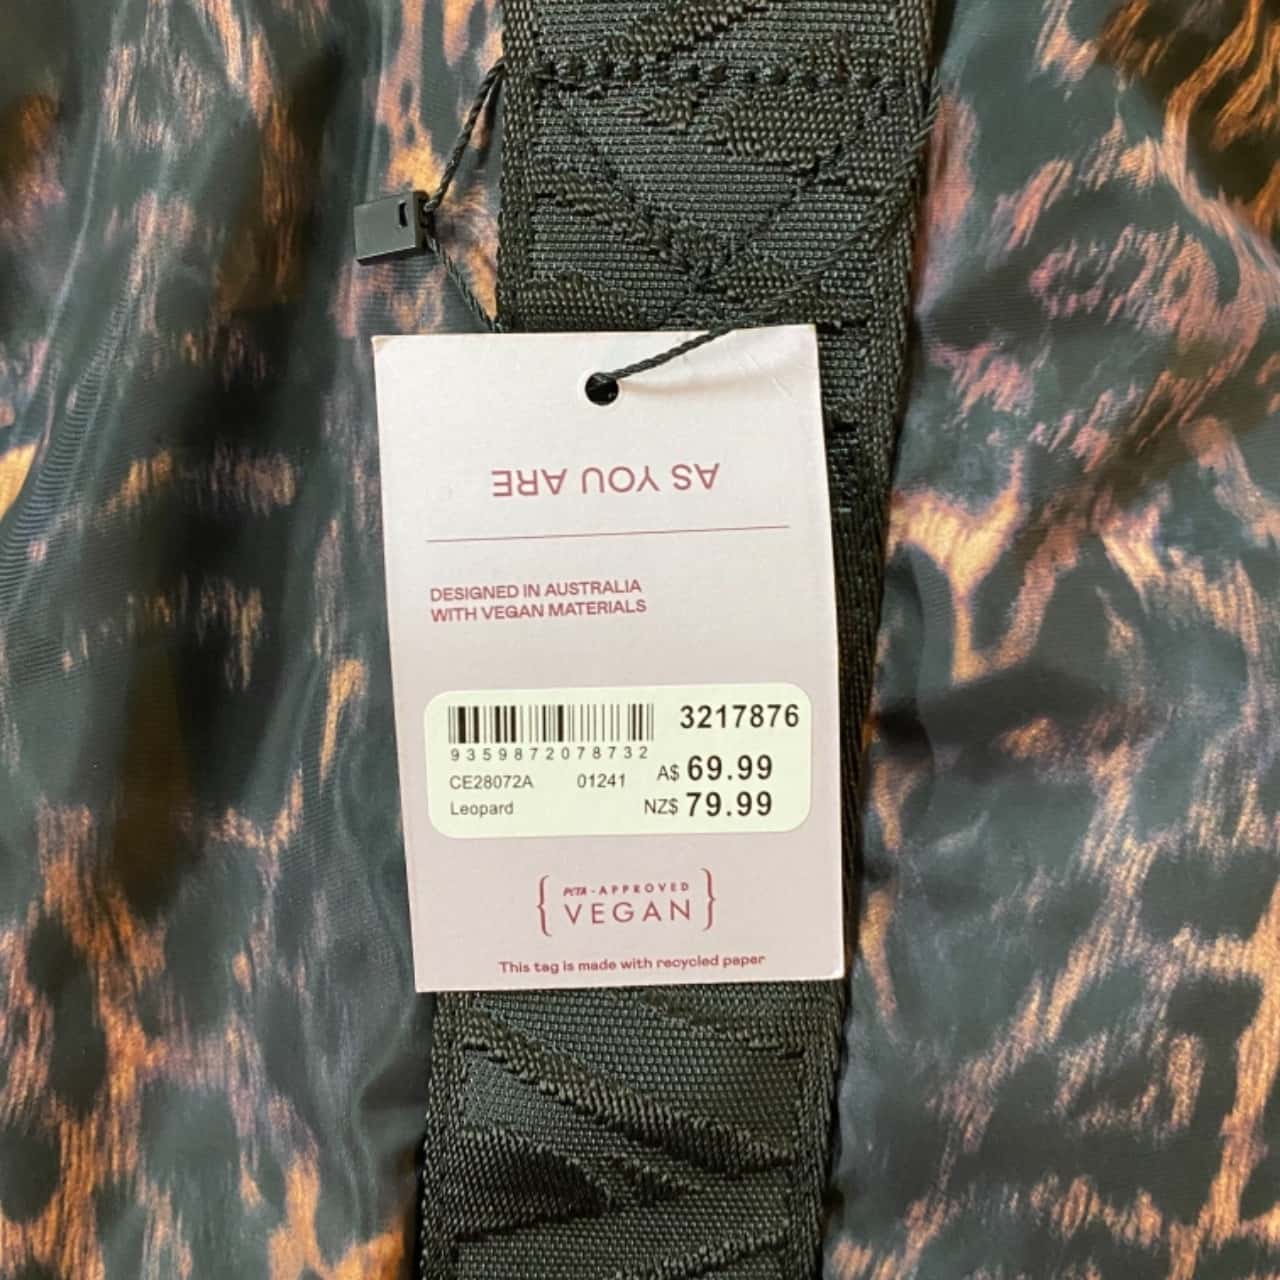 AS YOU ARE
DESIGNED IN AUSTRALIA
WITH VEGAN MATERIALS
3217876
9359872078732
CE28072A 01241 A$ 69.99
Leopard NZ$ 79.99
PETA - APPROVED
VEGAN
This tag is made with recycled paper